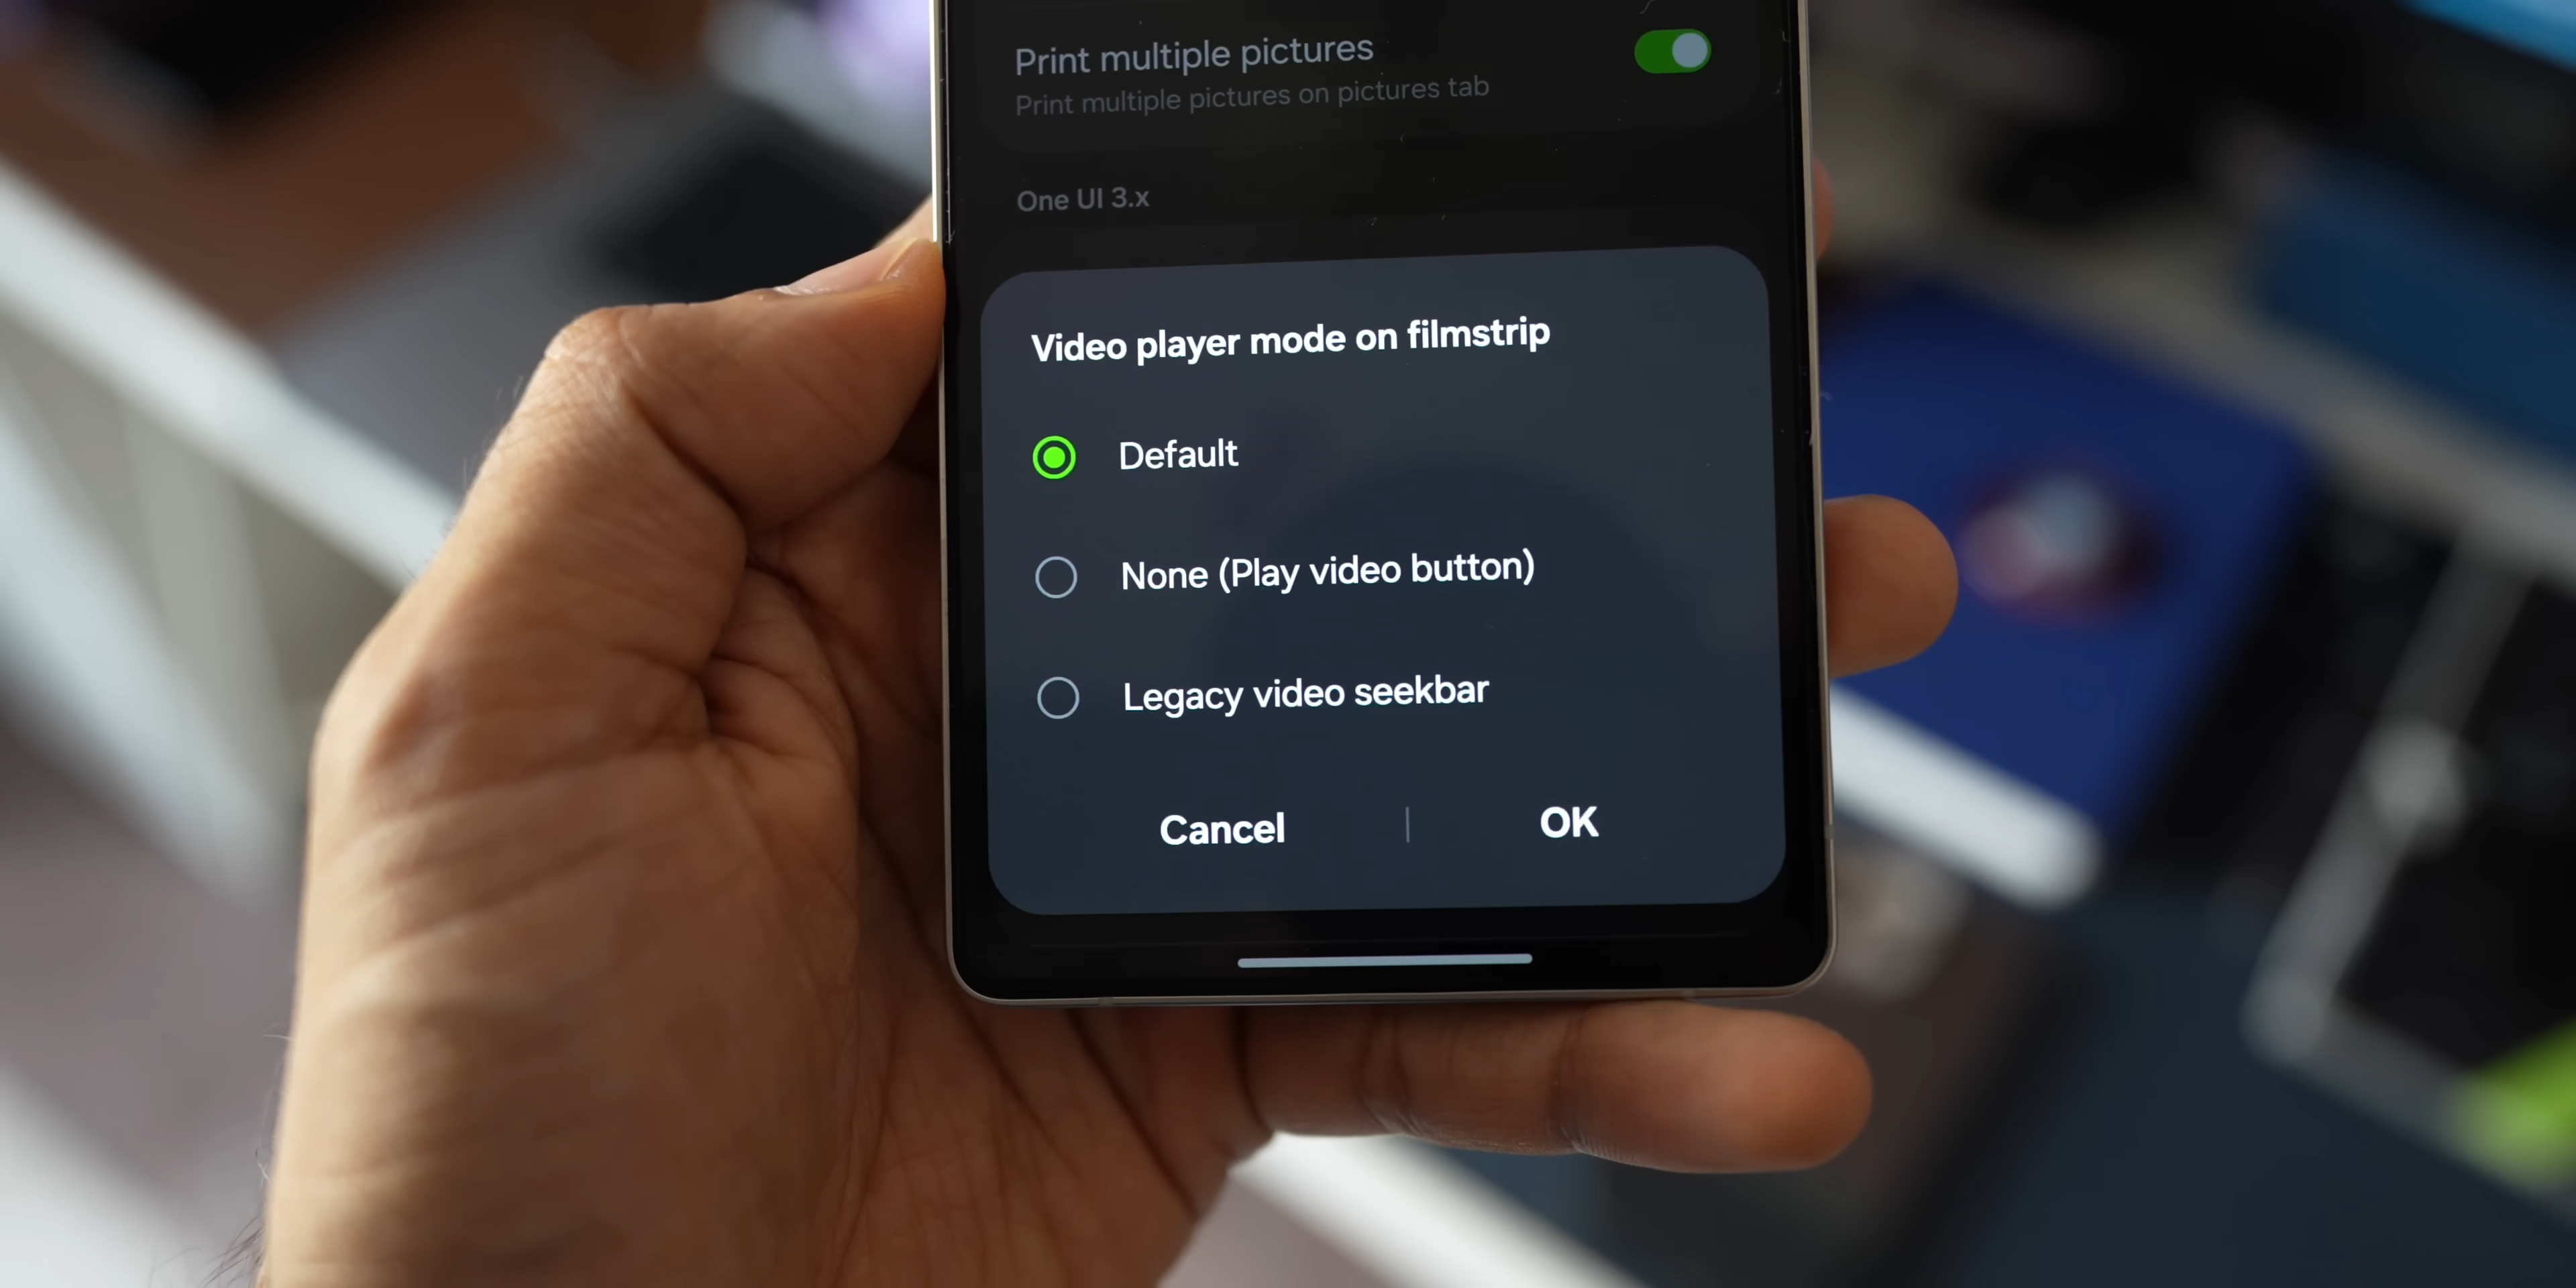 Print multiple pictures
Print multiple pictures on pictures tab
One UI 3.x
Video player mode on filmstrip
Default
None (Play video button)
Legacy video seekbar
Cancel
OK